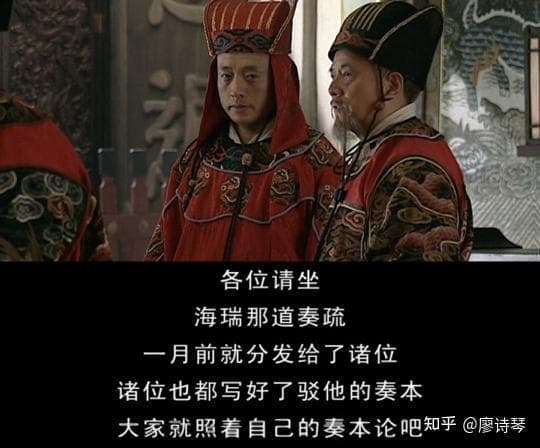 各位请坐
海瑞那道奏疏
一月前就分发给了诸位
诸位也都写好了驳他的奏本
大家就照着自己的奏本论吧
知乎 @廖诗琴